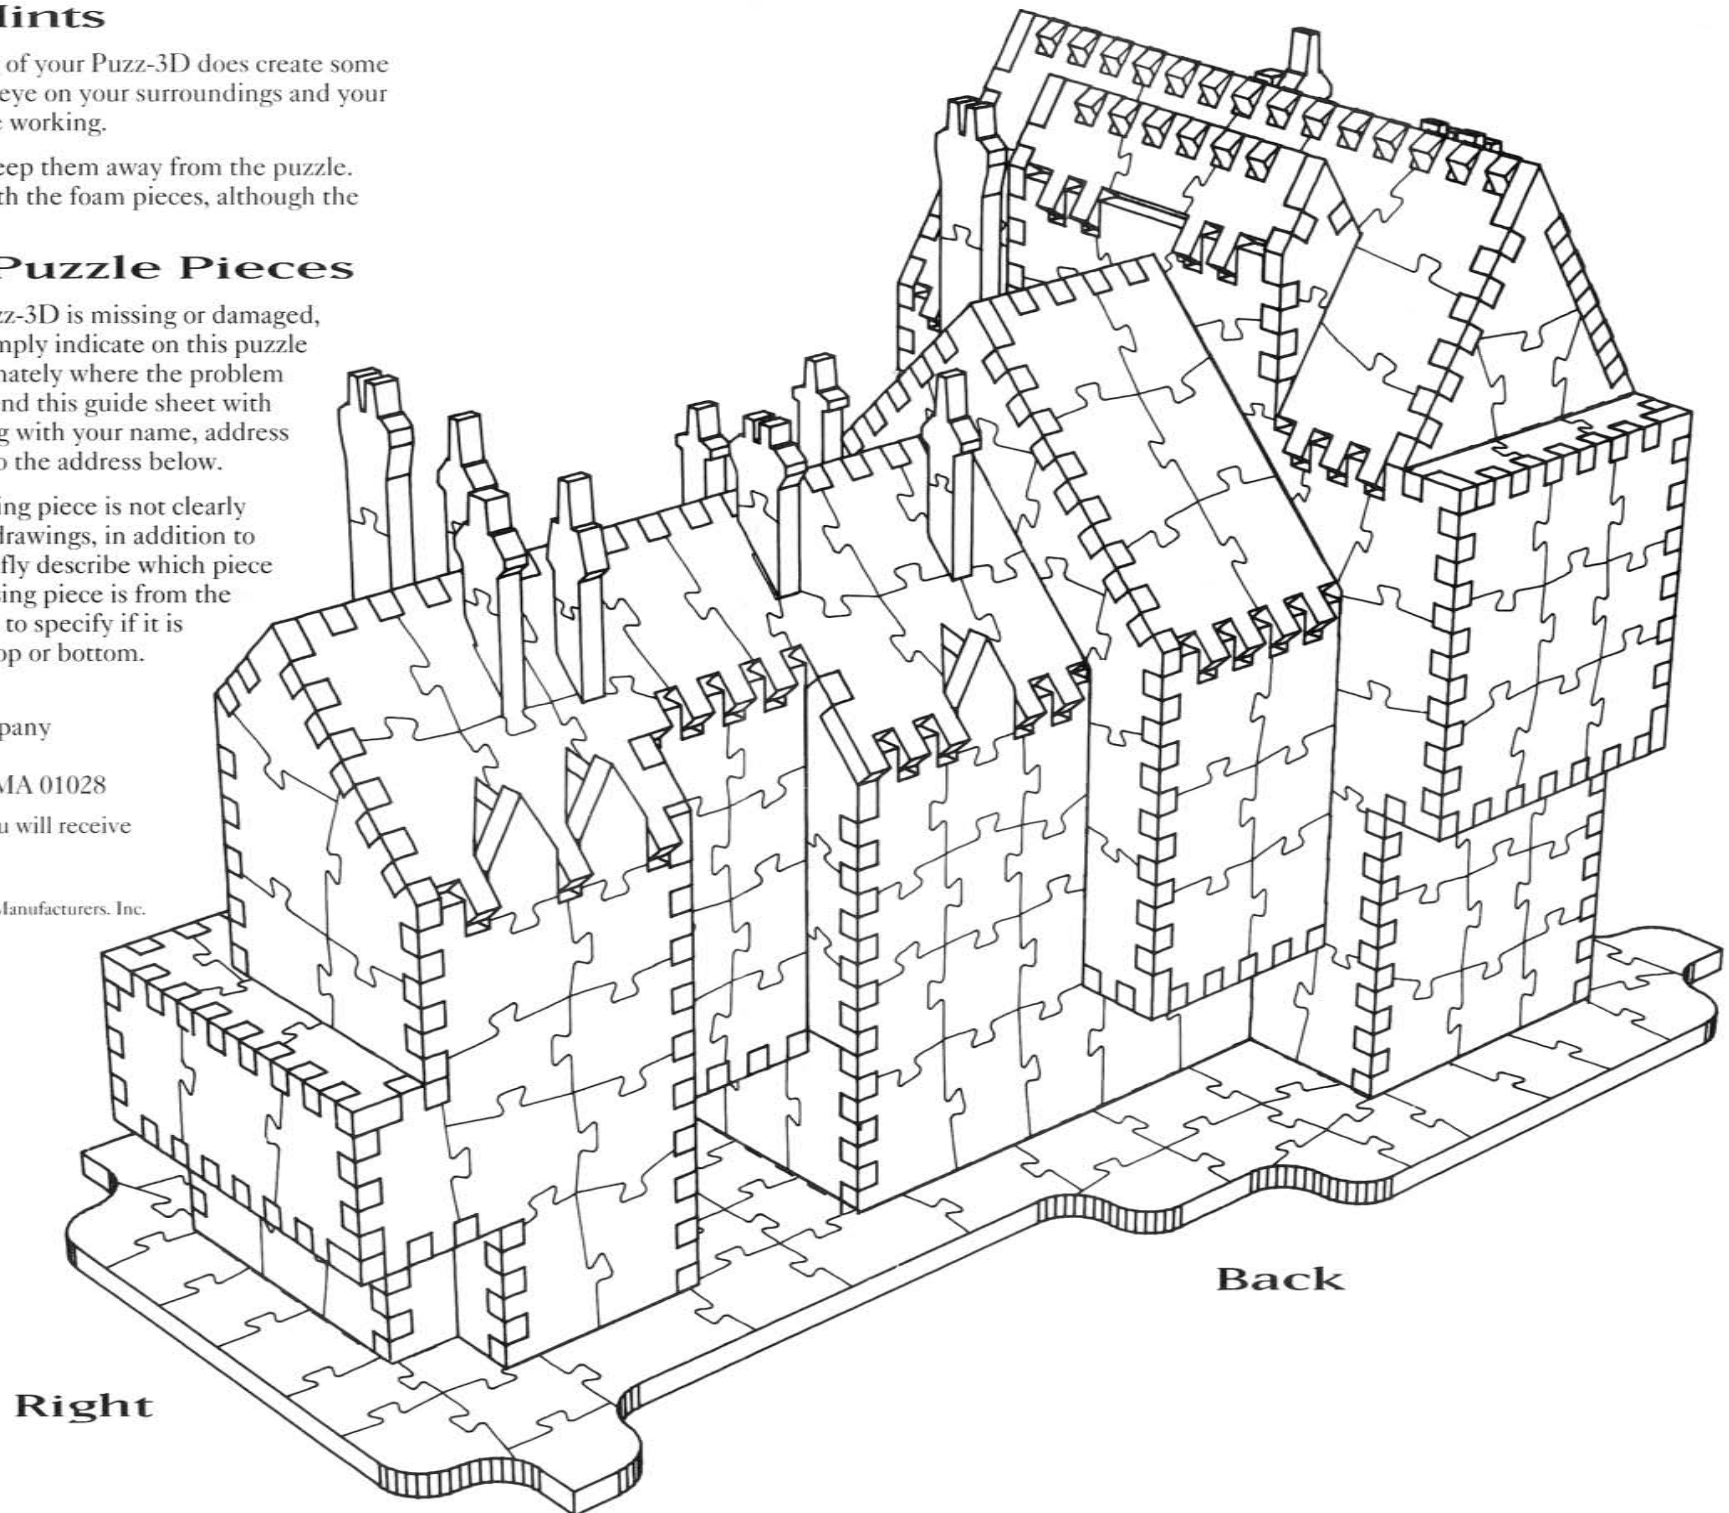 of your Puzz-3D does create some
eye on your surroundings and your
working.
eep them away from the puzzle.
th the foam pieces, although the
Puzzle Pieces
zz-3D is missing or damaged,
mply indicate on this puzzle
nately where the problem
nd this guide sheet with
g with your name, address
o the address below.
ing piece is not clearly
drawings, in addition to
fly describe which piece
sing piece is from the
to specify if it is
op or bottom.
pany
MA 01028
u will receive
Manufacturers. Inc.
Back
Right